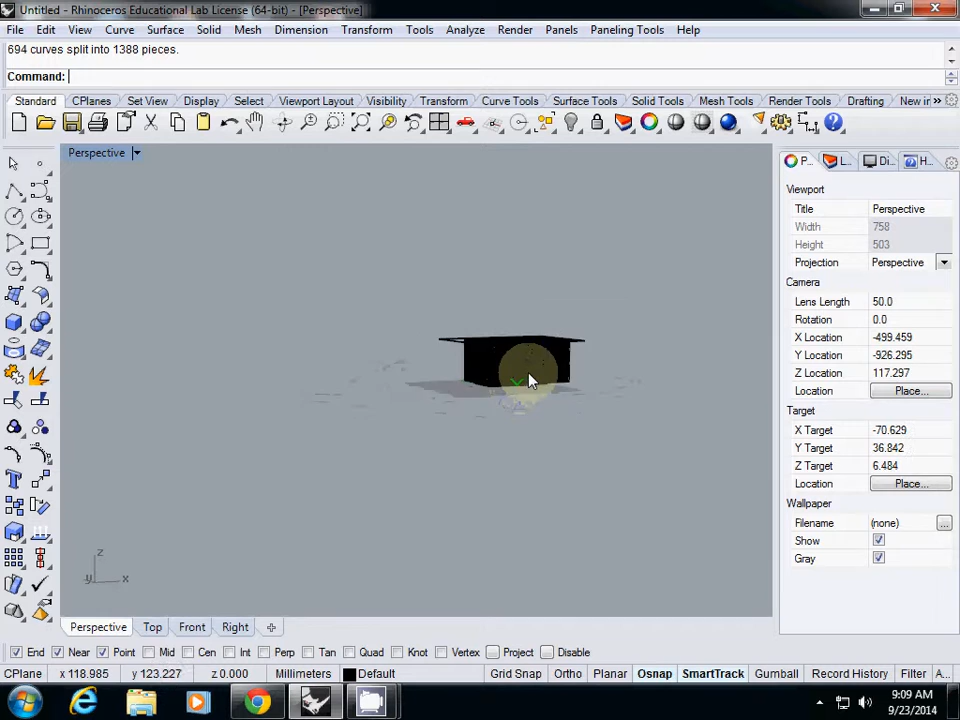 Untitled - Rhinoceros Educational Lab License (64-bit) - [Perspective]
File Edit View Curve Surface Solid Mesh Dimension Transform Tools Analyze Render Panels Paneling Tools Help
694 curves split into 1388 pieces.
Command:
Standard CPlanes Set View Display Select Viewport Layout Visibility Transform Curve Tools Surface Tools Solid Tools Mesh Tools Render Tools Drafting New in »
Perspective
P... L... Di... H...
Viewport
Title Perspective
Width 758
Height 503
Projection Perspective
Camera
Lens Length 50.0
Rotation 0.0
X Location -499.459
Y Location -926.295
Z Location 117.297
Location Place...
Target
X Target -70.629
Y Target 36.842
Z Target 6.484
Location Place...
Wallpaper
Filename (none) ...
Show
Gray
z
y x
Perspective Top Front Right
End Near Point Mid Cen Int Perp Tan Quad Knot Vertex Project Disable
CPlane x 118.985 y 123.227 z 0.000 Millimeters Default Grid Snap Ortho Planar Osnap SmartTrack Gumball Record History Filter A...
9:09 AM
9/23/2014